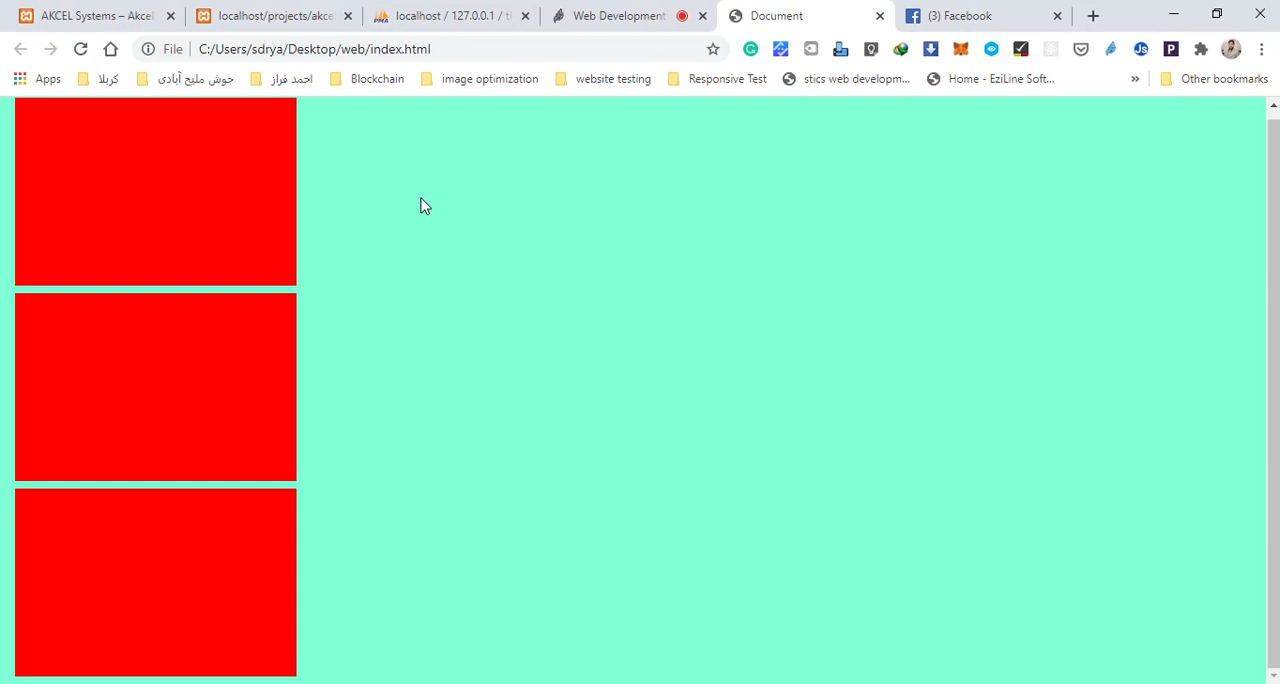 AKCEL Systems – Akcel localhost/projects/akce localhost / 127.0.0.1 / t Web Development Document (3) Facebook
File C:/Users/sdrya/Desktop/web/index.html
Apps کربلا جوش ملیح آبادی احمد فراز Blockchain image optimization website testing Responsive Test stics web developm... Home - EziLine Soft... » Other bookmarks